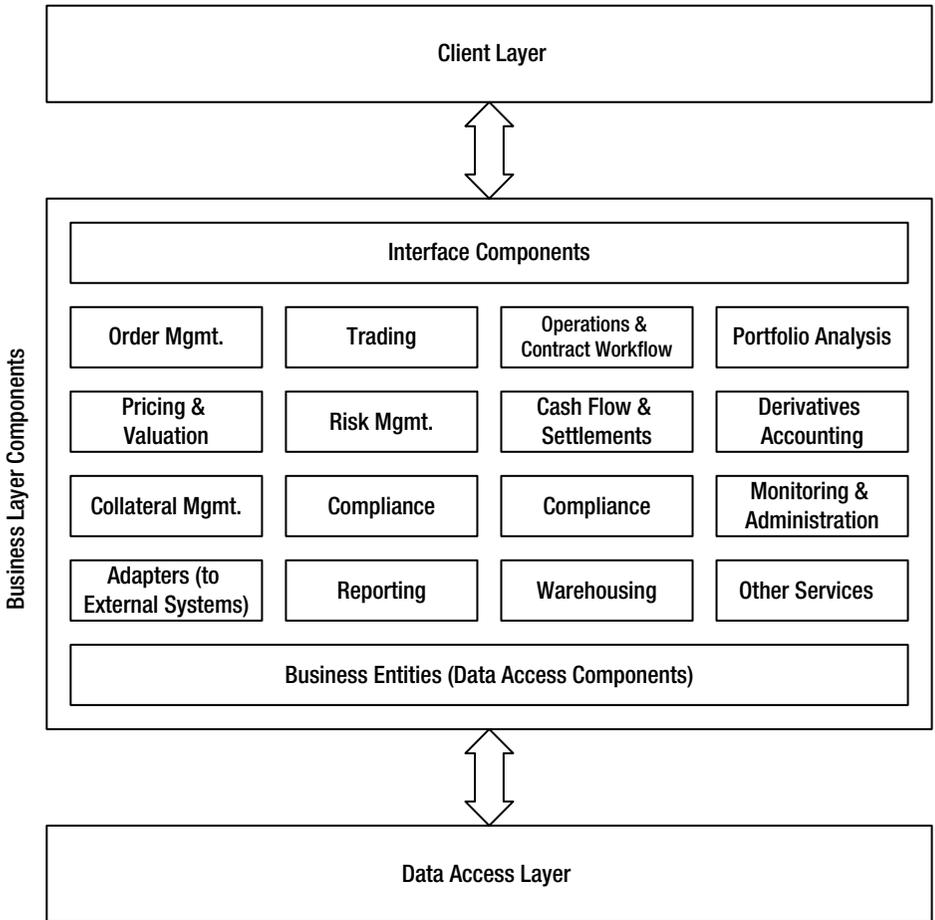 Client Layer
Business Layer Components
Interface Components
Order Mgmt.
Trading
Operations &
Contract Workflow
Portfolio Analysis
Pricing &
Valuation
Risk Mgmt.
Cash Flow &
Settlements
Derivatives
Accounting
Collateral Mgmt.
Compliance
Compliance
Monitoring &
Administration
Adapters (to
External Systems)
Reporting
Warehousing
Other Services
Business Entities (Data Access Components)
Data Access Layer